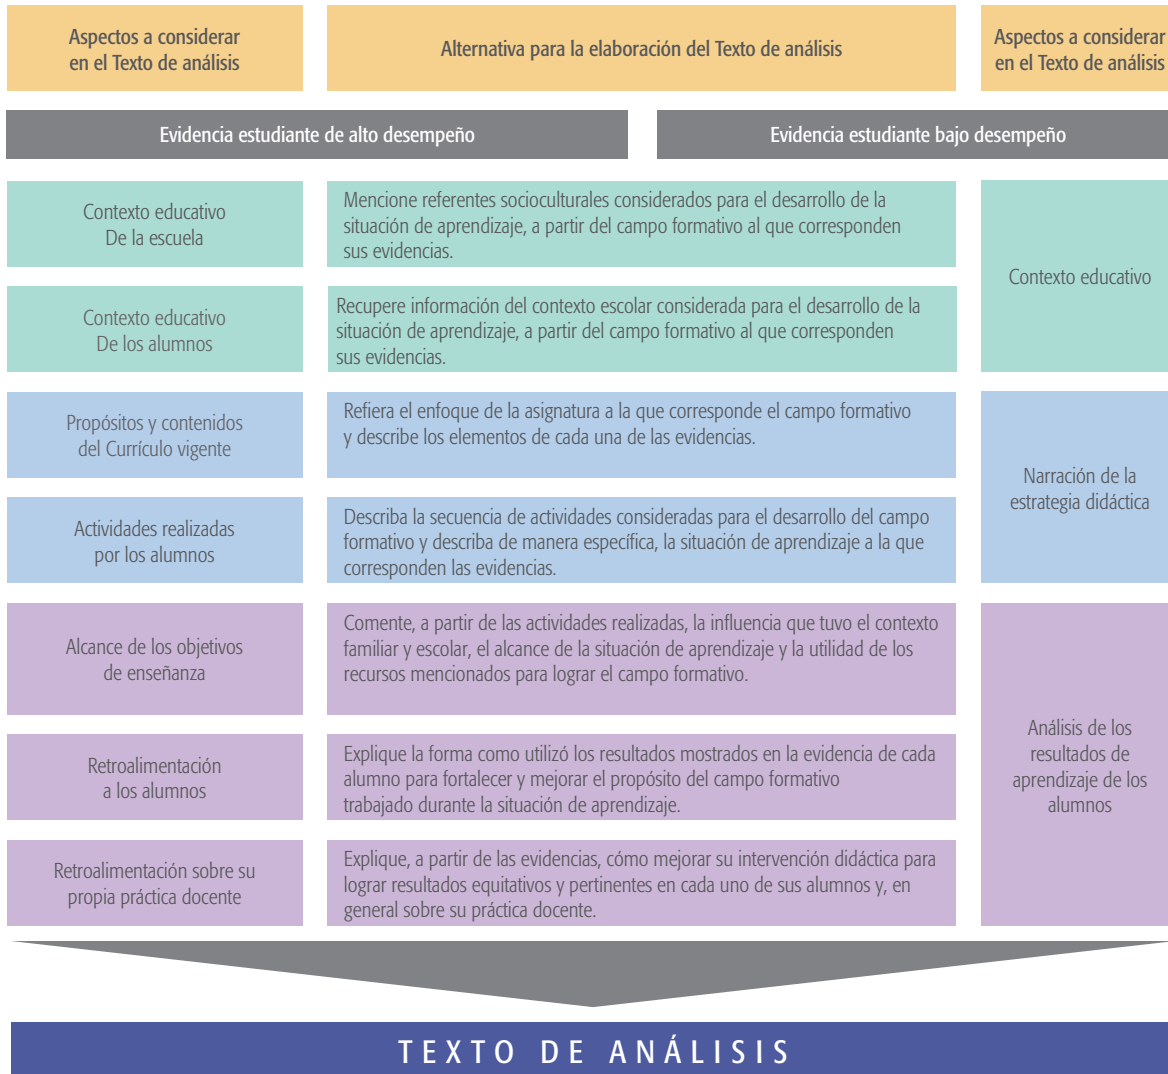 Aspectos a considerar
en el Texto de análisis
Alternativa para la elaboración del Texto de análisis
Aspectos a considerar
en el Texto de análisis
Evidencia estudiante de alto desempeño
Evidencia estudiante bajo desempeño
Contexto educativo
De la escuela
Mencione referentes socioculturales considerados para el desarrollo de la
situación de aprendizaje, a partir del campo formativo al que corresponden
sus evidencias.
Contexto educativo
Contexto educativo
De los alumnos
Recupere información del contexto escolar considerada para el desarrollo de la
situación de aprendizaje, a partir del campo formativo al que corresponden
sus evidencias.
Propósitos y contenidos
del Currículo vigente
Refiera el enfoque de la asignatura a la que corresponde el campo formativo
y describe los elementos de cada una de las evidencias.
Narración de la
estrategia didáctica
Actividades realizadas
por los alumnos
Describa la secuencia de actividades consideradas para el desarrollo del campo
formativo y describa de manera específica, la situación de aprendizaje a la que
corresponden las evidencias.
Alcance de los objetivos
de enseñanza
Comente, a partir de las actividades realizadas, la influencia que tuvo el contexto
familiar y escolar, el alcance de la situación de aprendizaje y la utilidad de los
recursos mencionados para lograr el campo formativo.
Análisis de los
resultados de
aprendizaje de los
alumnos
Retroalimentación
a los alumnos
Explique la forma como utilizó los resultados mostrados en la evidencia de cada
alumno para fortalecer y mejorar el propósito del campo formativo
trabajado durante la situación de aprendizaje.
Retroalimentación sobre su
propia práctica docente
Explique, a partir de las evidencias, cómo mejorar su intervención didáctica para
lograr resultados equitativos y pertinentes en cada uno de sus alumnos y, en
general sobre su práctica docente.
TEXTO DE ANÁLISIS